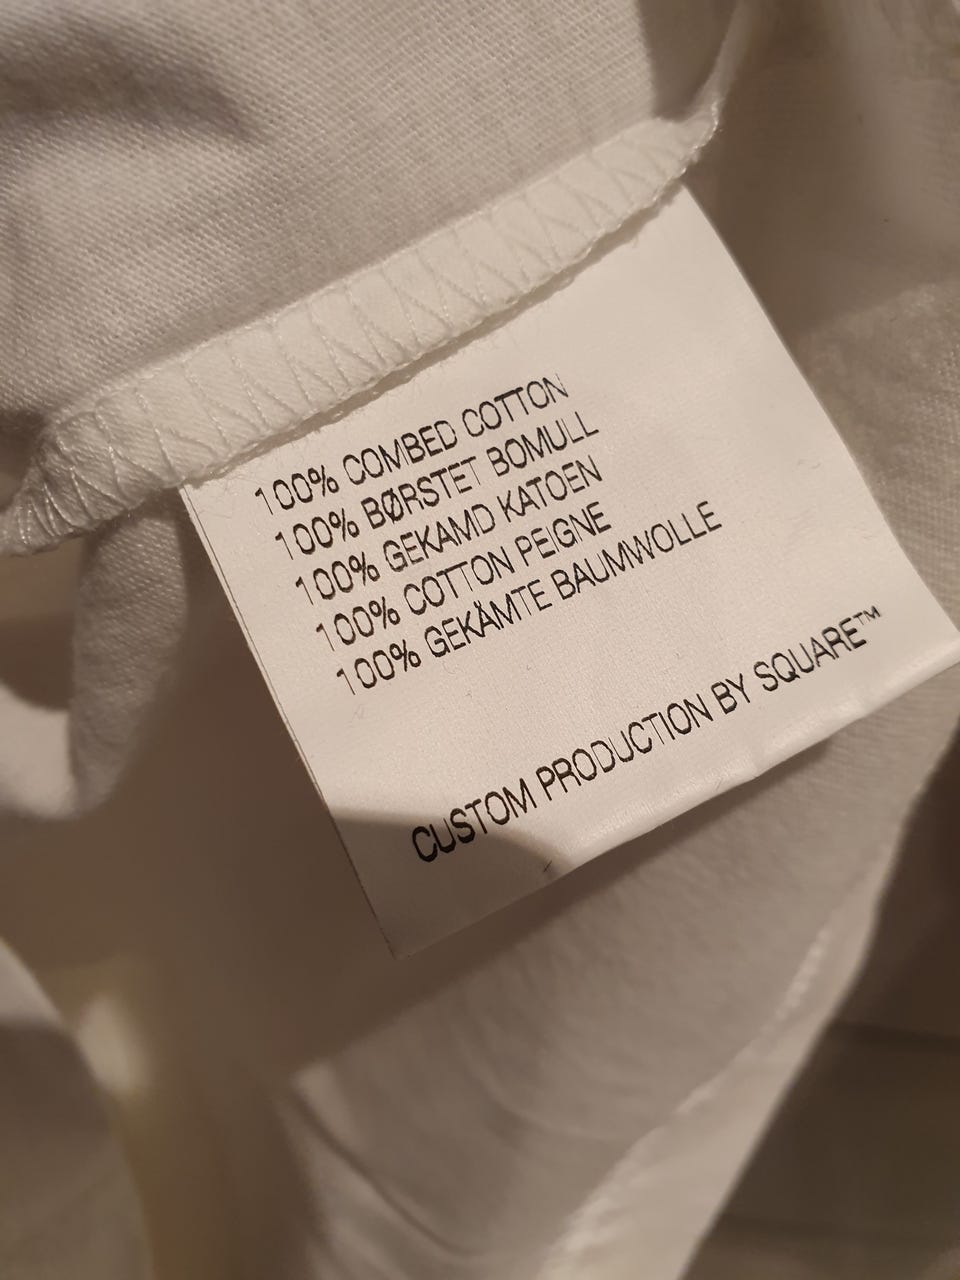 100% COMBED COTTON
100% BØRSTET BOMULL
100% GEKAMD KATOEN
100% COTTON PEIGNE
100% GEKÄMTE BAUMWOLLE
CUSTOM PRODUCTION BY SQUARE™